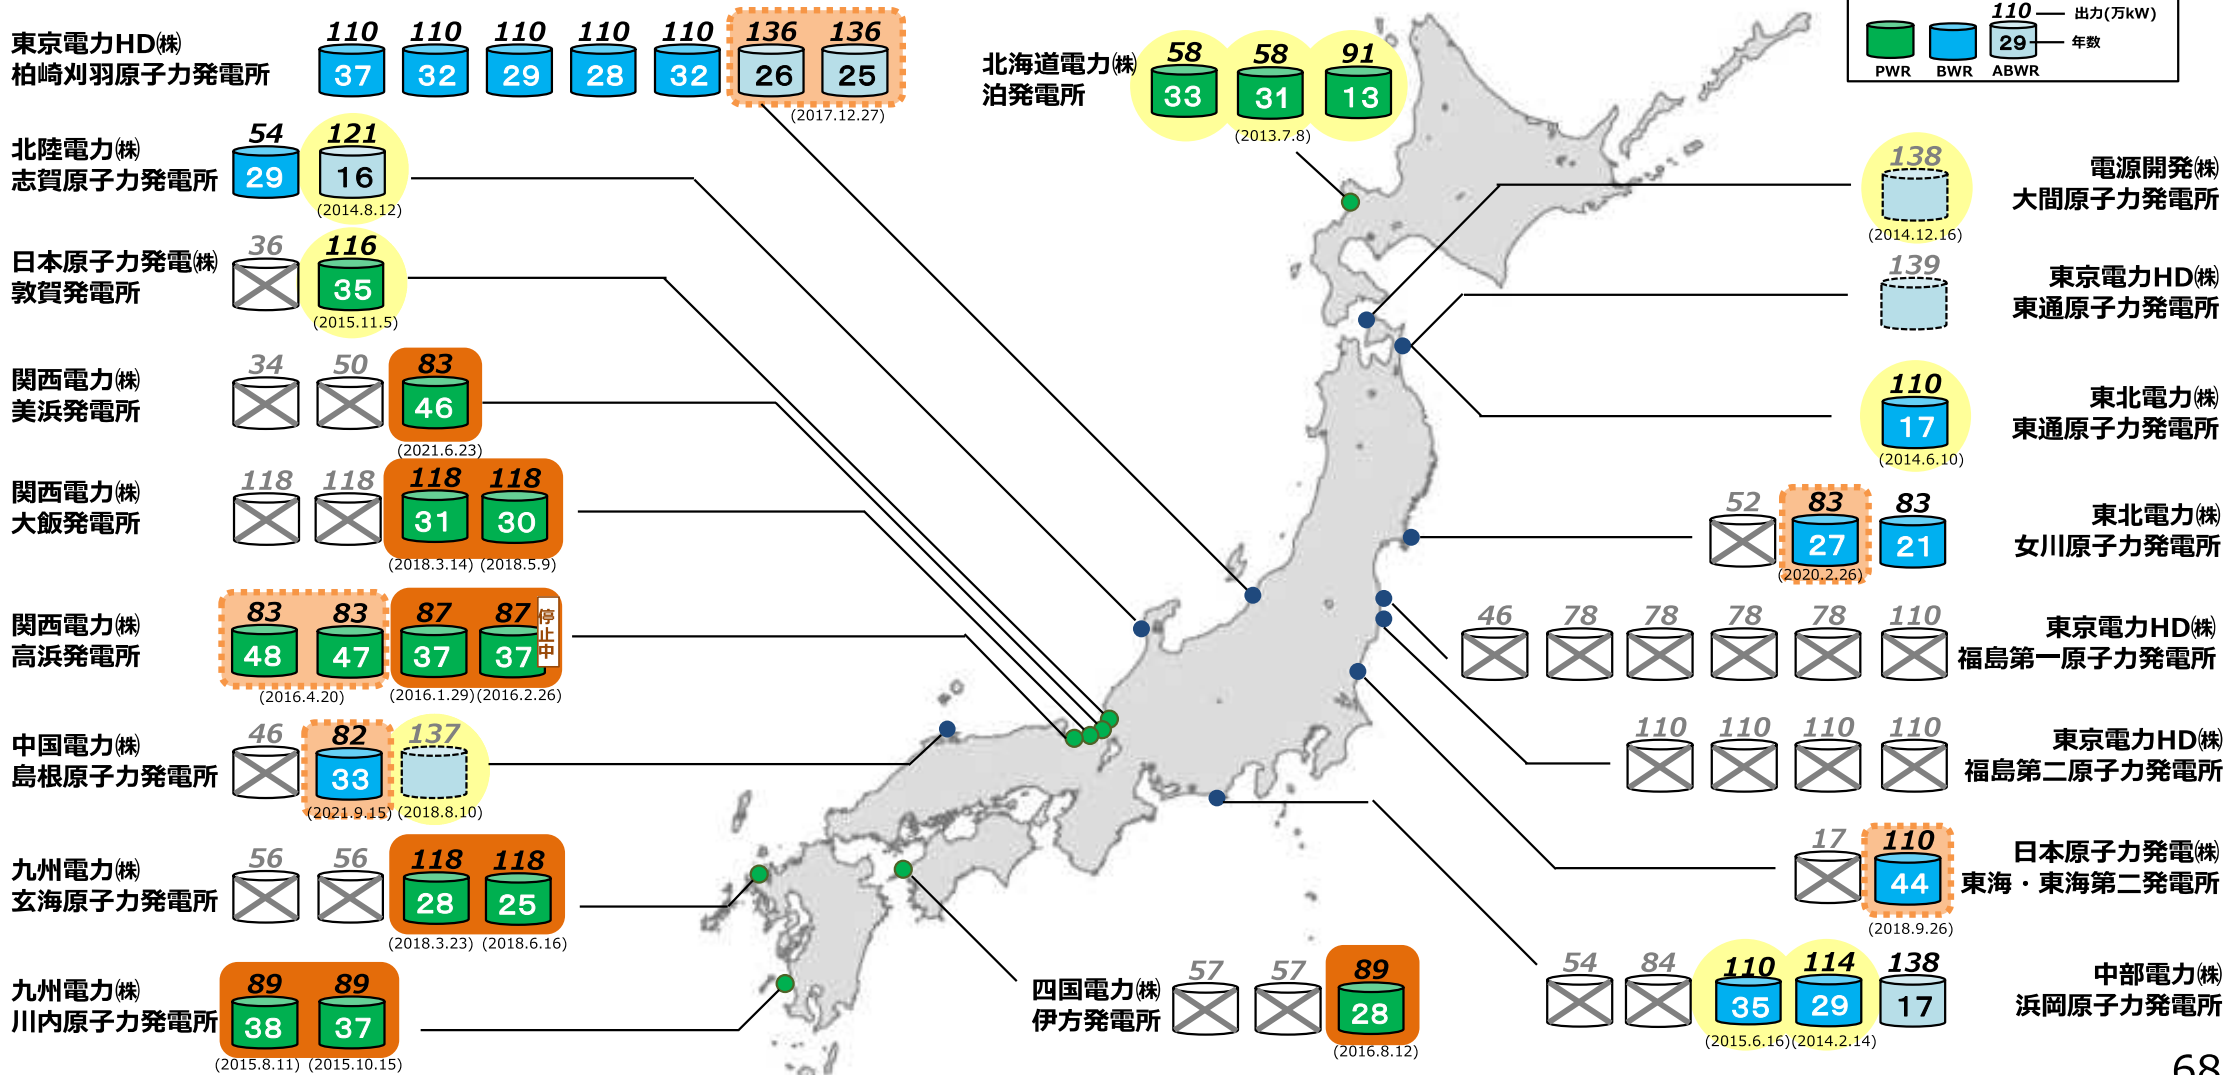 東京電力HD㈱
柏崎刈羽原子力発電所
110 110 110 110 110 136 136
37 32 29 28 32 26 25
(2017.12.27)
北海道電力㈱
泊発電所
58 58 91
33 31 13
(2013.7.8)
110 出力(万kW)
29 年数
PWR BWR ABWR
北陸電力㈱
志賀原子力発電所
54 121
29 16
(2014.8.12)
日本原子力発電㈱
敦賀発電所
36 116
35
(2015.11.5)
関西電力㈱
美浜発電所
34 50 83
46
(2021.6.23)
関西電力㈱
大飯発電所
118 118 118 118
31 30
(2018.3.14) (2018.5.9)
関西電力㈱
高浜発電所
83 83 87 87
48 47 37 37
停止中
(2016.4.20) (2016.1.29) (2016.2.26)
中国電力㈱
島根原子力発電所
46 82 137
33
(2021.9.15) (2018.8.10)
九州電力㈱
玄海原子力発電所
56 56 118 118
28 25
(2018.3.23) (2018.6.16)
九州電力㈱
川内原子力発電所
89 89
38 37
(2015.8.11) (2015.10.15)
四国電力㈱
伊方発電所
57 57 89
28
(2016.8.12)
138
電源開発㈱
大間原子力発電所
(2014.12.16)
139
東京電力HD㈱
東通原子力発電所
110
17
東北電力㈱
東通原子力発電所
(2014.6.10)
52 83 83
27 21
東北電力㈱
女川原子力発電所
(2020.2.26)
46 78 78 78 78 110
東京電力HD㈱
福島第一原子力発電所
110 110 110 110
東京電力HD㈱
福島第二原子力発電所
17 110
44
日本原子力発電㈱
東海・東海第二発電所
(2018.9.26)
54 84 110 114 138
35 29 17
中部電力㈱
浜岡原子力発電所
(2015.6.16) (2014.2.14)
68